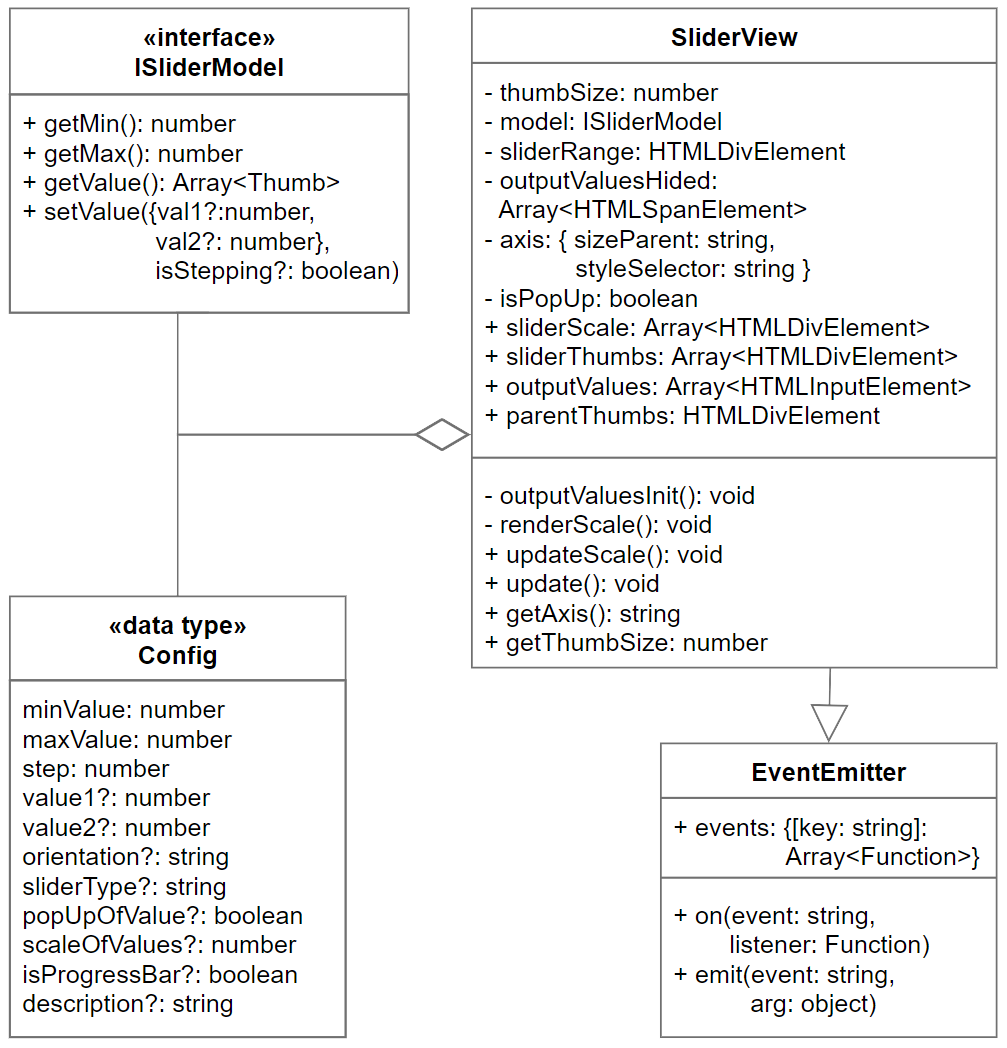 «interface»
ISliderModel
+ getMin(): number
+ getMax(): number
+ getValue(): Array<Thumb>
+ setValue({val1?:number,
val2?: number},
isStepping?: boolean)
SliderView
- thumbSize: number
- model: ISliderModel
- sliderRange: HTMLDivElement
- outputValuesHided:
Array<HTMLSpanElement>
- axis: { sizeParent: string,
styleSelector: string }
- isPopUp: boolean
+ sliderScale: Array<HTMLDivElement>
+ sliderThumbs: Array<HTMLDivElement>
+ outputValues: Array<HTMLInputElement>
+ parentThumbs: HTMLDivElement
- outputValuesInit(): void
- renderScale(): void
+ updateScale(): void
+ update(): void
+ getAxis(): string
+ getThumbSize: number
«data type»
Config
minValue: number
maxValue: number
step: number
value1?: number
value2?: number
orientation?: string
sliderType?: string
popUpOfValue?: boolean
scaleOfValues?: number
isProgressBar?: boolean
description?: string
EventEmitter
+ events: {[key: string]:
Array<Function>}
+ on(event: string,
listener: Function)
+ emit(event: string,
arg: object)